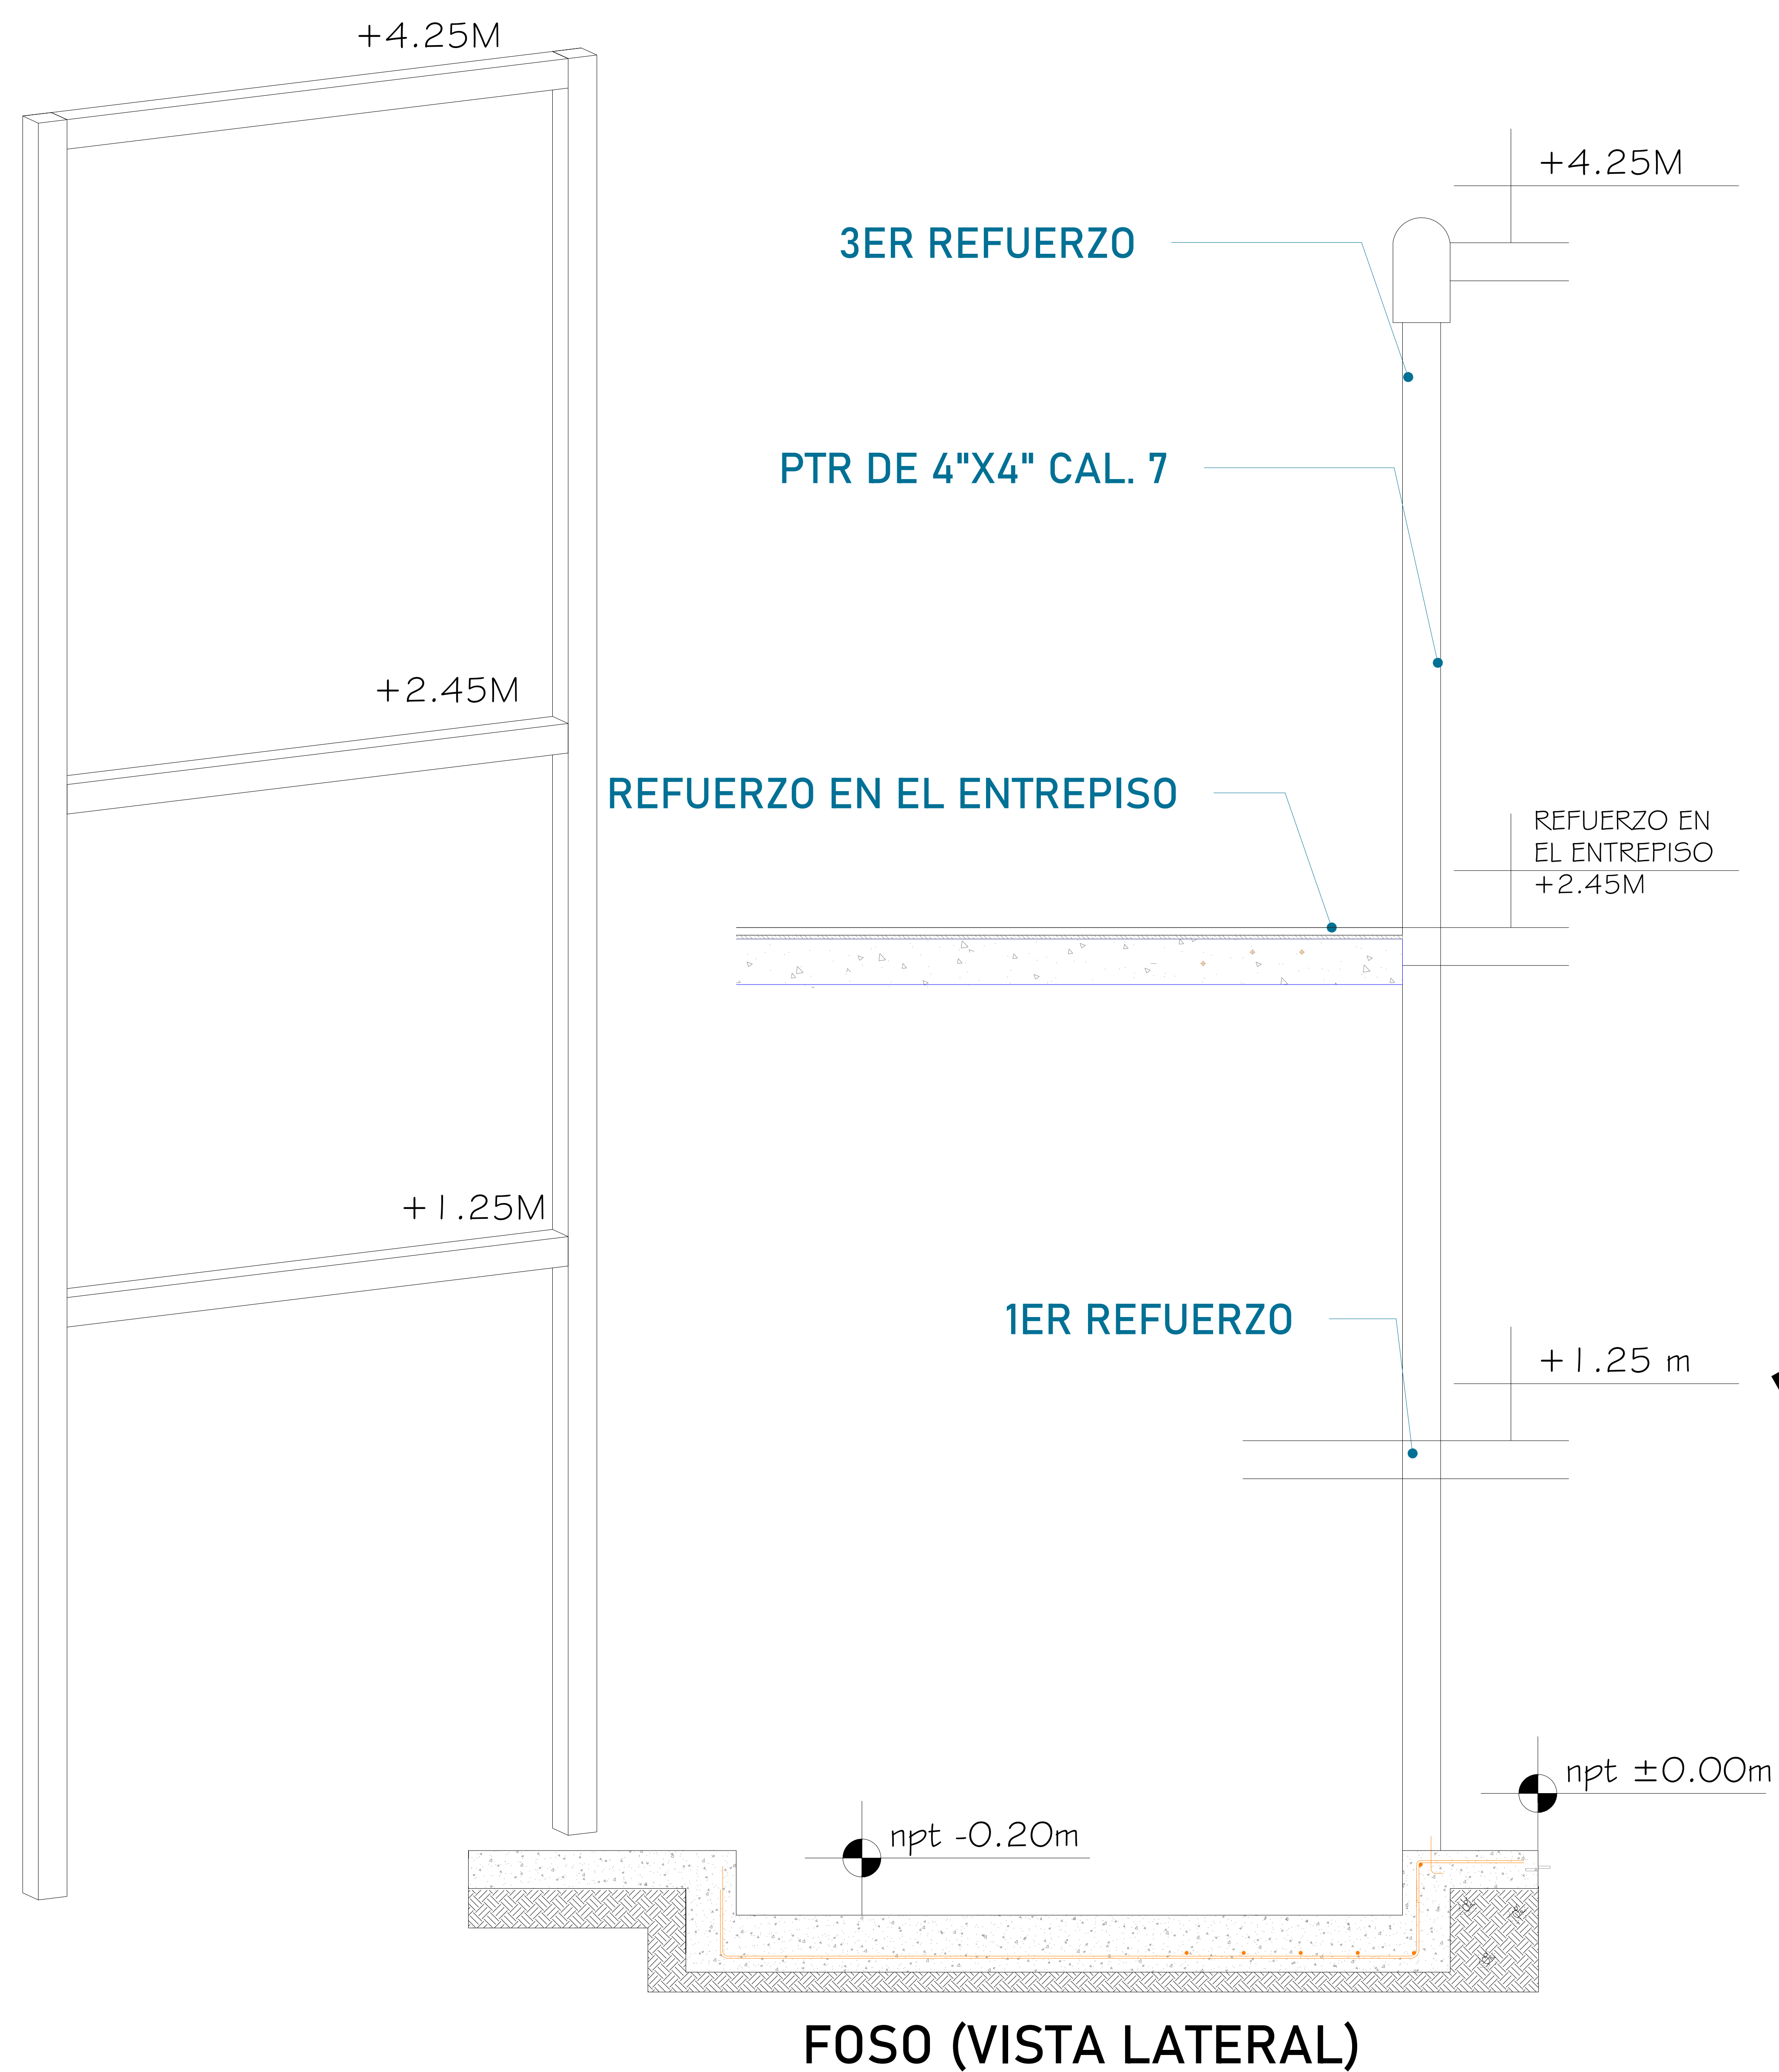 +4.25M
+4.25M
3ER REFUERZO
PTR DE 4"X4" CAL. 7
+2.45M
REFUERZO EN EL ENTREPISO
REFUERZO EN
EL ENTREPISO
+2.45M
+1.25M
1ER REFUERZO
+1.25 m
npt ±0.00m
npt -0.20m
FOSO (VISTA LATERAL)